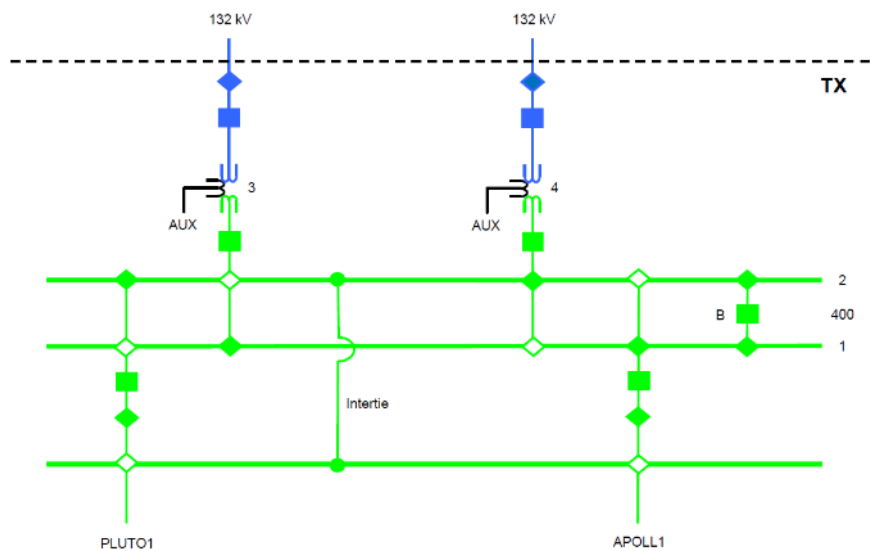 132 kV
132 kV
TX
3
4
AUX
AUX
2
B
400
1
Intertie
PLUTO1
APOLL1